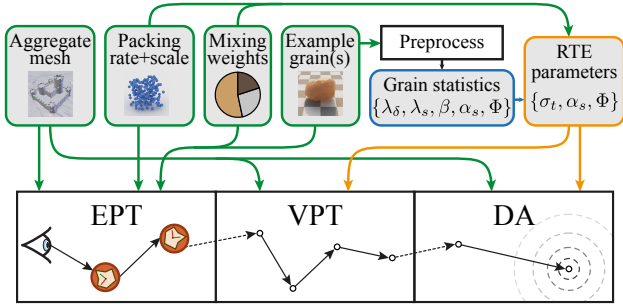 Aggregate
mesh
Packing
rate+scale
Mixing
weights
Example
grain(s)
Preprocess
Grain statistics
{λ_δ, λ_s, β, α_s, Φ}
RTE
parameters
{σ_t, α_s, Φ}
EPT
VPT
DA